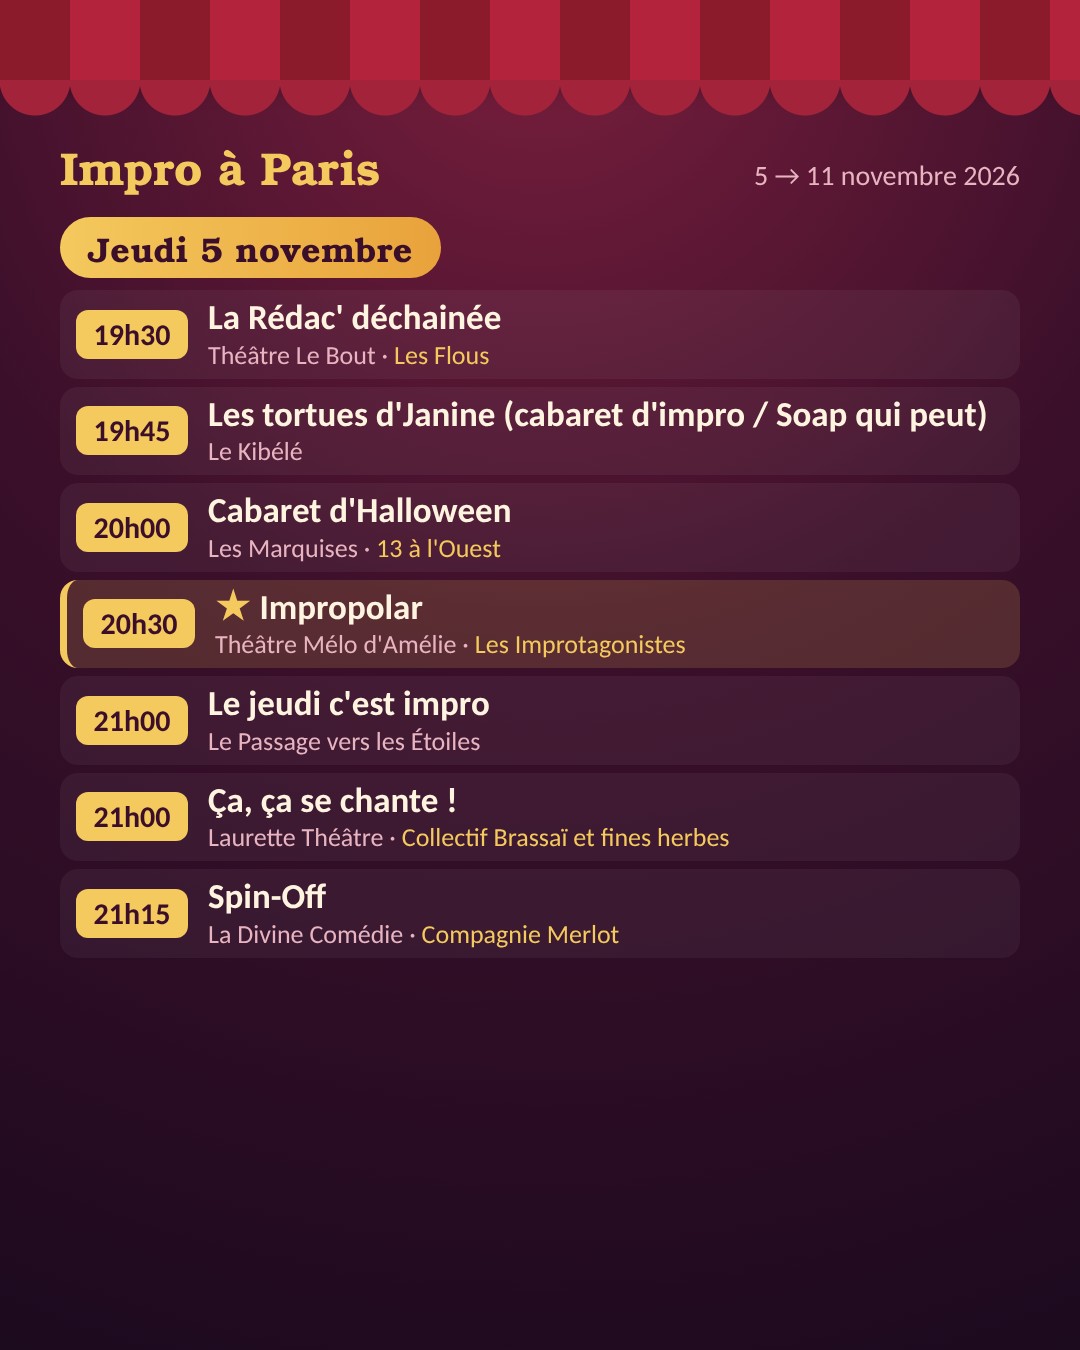 Impro à Paris
5 → 11 novembre 2026
Jeudi 5 novembre
19h30
La Rédac' déchainée
Théâtre Le Bout · Les Flous
19h45
Les tortues d'Janine (cabaret d'impro / Soap qui peut)
Le Kibélé
20h00
Cabaret d'Halloween
Les Marquises · 13 à l'Ouest
20h30
★ Impropolar
Théâtre Mélo d'Amélie · Les Improtagonistes
21h00
Le jeudi c'est impro
Le Passage vers les Étoiles
21h00
Ça, ça se chante !
Laurette Théâtre · Collectif Brassaï et fines herbes
21h15
Spin-Off
La Divine Comédie · Compagnie Merlot